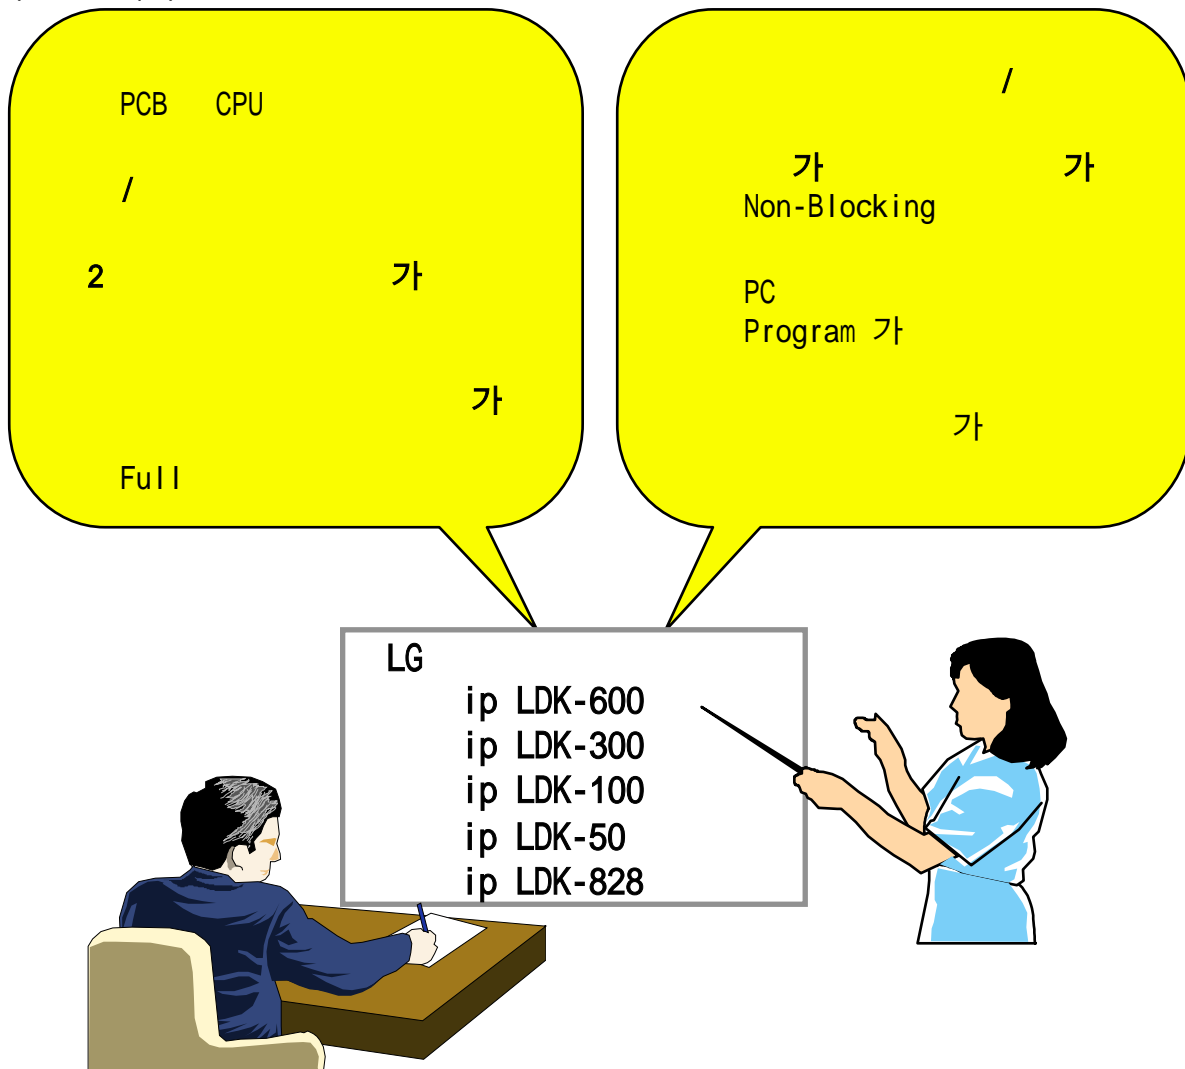 PCB CPU
/
2 가
가
Full
/
가 가
Non-Blocking
PC
Program 가
가
LG
ip LDK-600
ip LDK-300
ip LDK-100
ip LDK-50
ip LDK-828